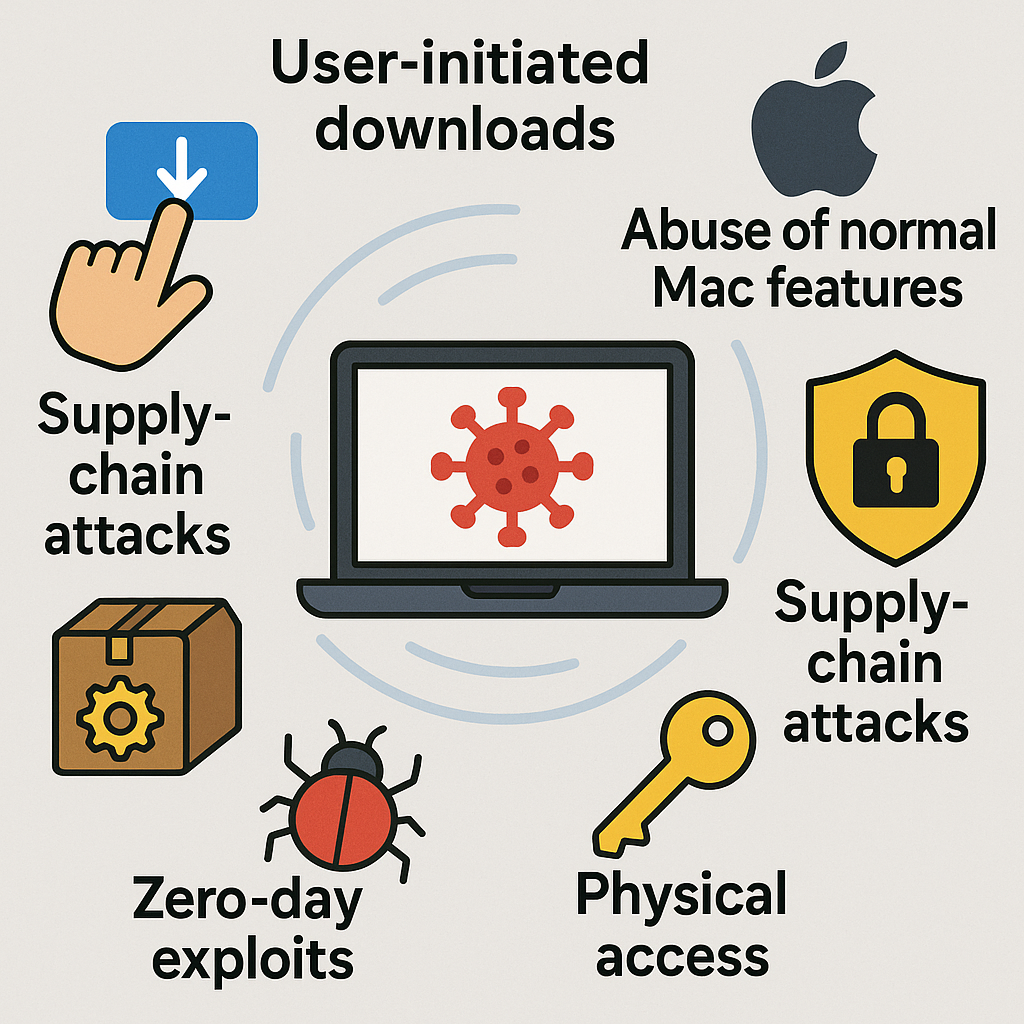 User-initiated
downloads
Abuse of normal
Mac features
Supply-
chain
attacks
Supply-
chain
attacks
Zero-day
exploits
Physical
access